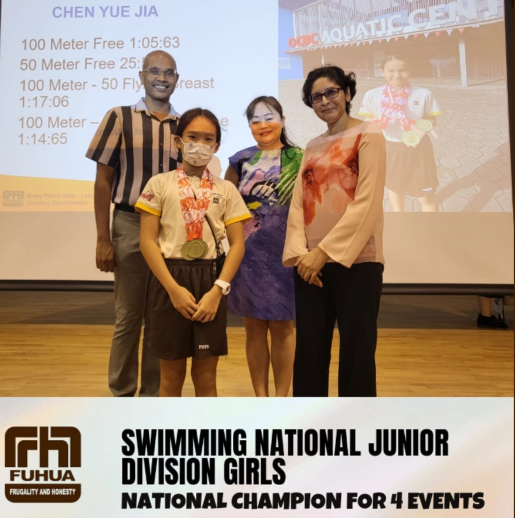 CHEN YUE JIA
100 Meter Free 1:05:63
50 Meter Free 25
100 Meter - 50 Fly reast
1:17:06
100 Meter – e
1:14:65
OCBC AQUATIC CENT
FUHUA
FRUGALITY AND HONESTY
SWIMMING NATIONAL JUNIOR
DIVISION GIRLS
NATIONAL CHAMPION FOR 4 EVENTS